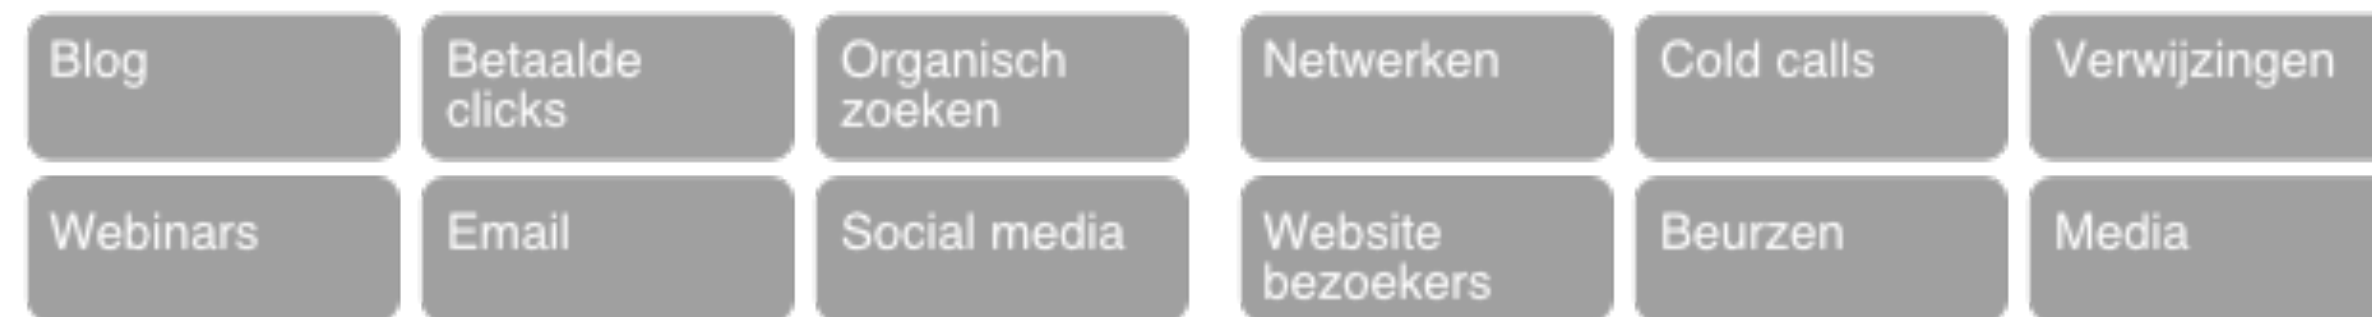 Blog
Betaalde
clicks
Organisch
zoeken
Netwerken
Cold calls
Verwijzingen
Webinars
Email
Social media
Website
bezoekers
Beurzen
Media